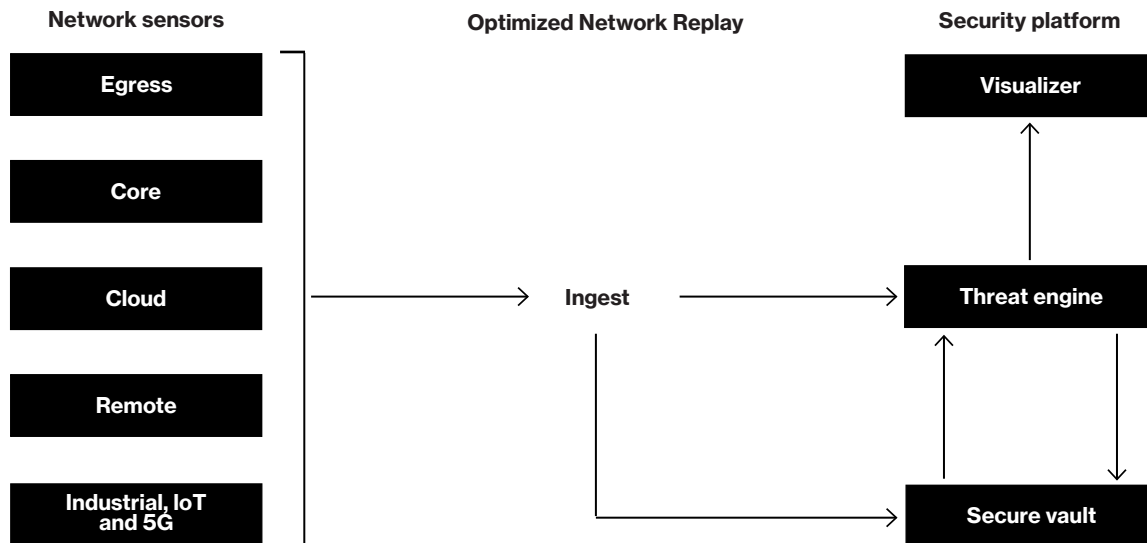 Network sensors
Optimized Network Replay
Security platform
Egress
Visualizer
Core
Cloud
Ingest
Threat engine
Remote
Industrial, IoT
and 5G
Secure vault